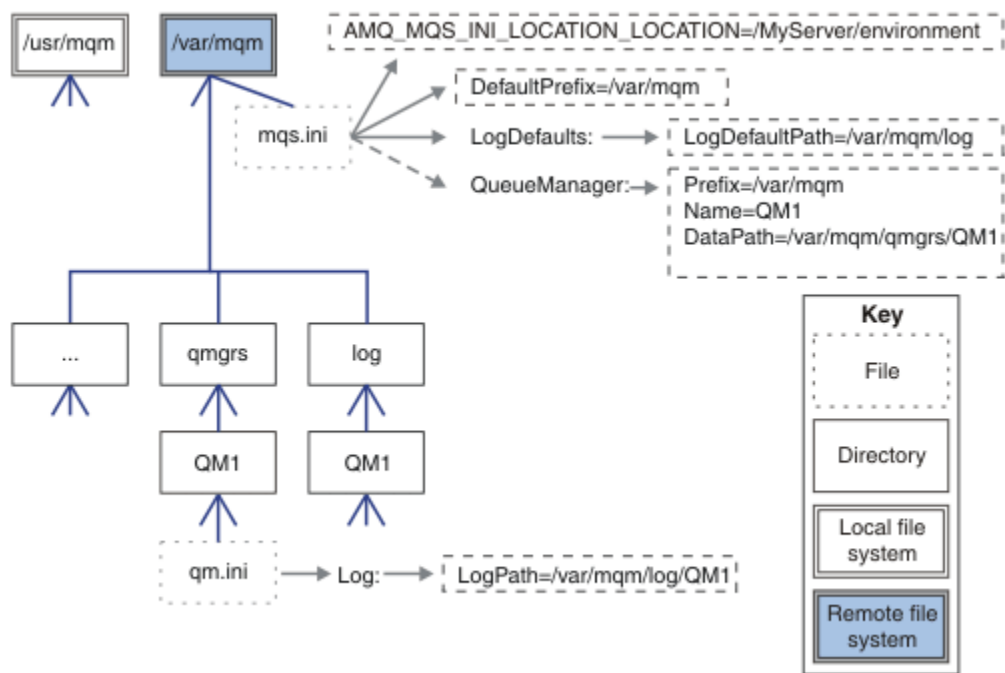 /usr/mqm
/var/mqm
AMQ_MQS_INI_LOCATION_LOCATION=/MyServer/environment
DefaultPrefix=/var/mqm
mqs.ini
LogDefaults:
LogDefaultPath=/var/mqm/log
QueueManager:
Prefix=/var/mqm
Name=QM1
DataPath=/var/mqm/qmgrs/QM1
...
qmgrs
log
QM1
QM1
qm.ini
Log:
LogPath=/var/mqm/log/QM1
Key
File
Directory
Local file
system
Remote file
system